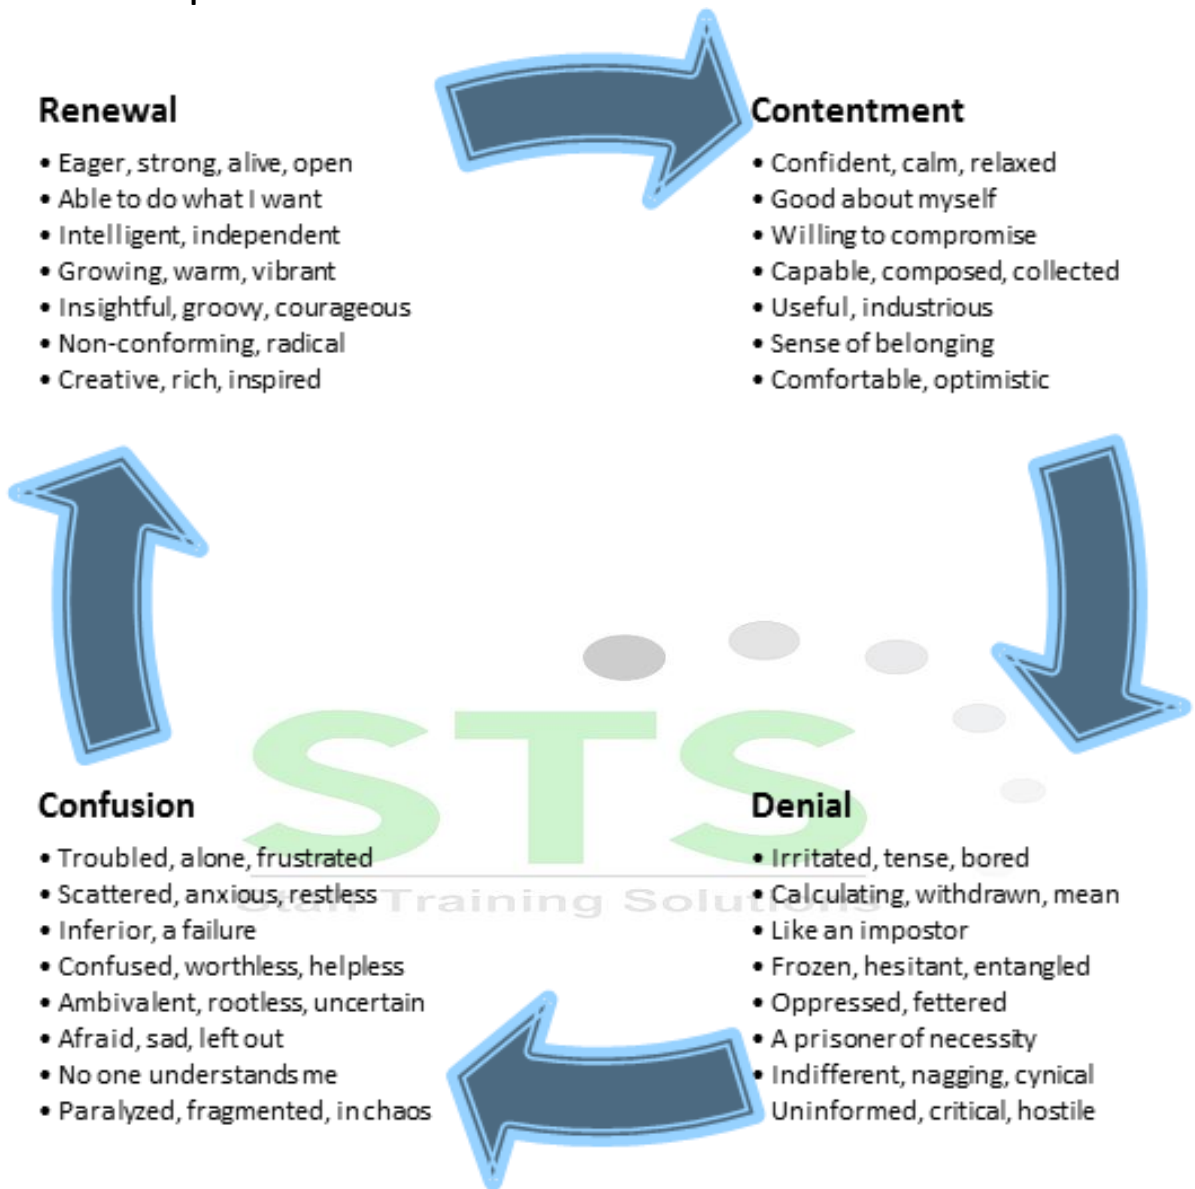 Renewal
• Eager, strong, alive, open
• Able to do what I want
• Intelligent, independent
• Growing, warm, vibrant
• Insightful, groovy, courageous
• Non-conforming, radical
• Creative, rich, inspired
Contentment
• Confident, calm, relaxed
• Good about myself
• Willing to compromise
• Capable, composed, collected
• Useful, industrious
• Sense of belonging
• Comfortable, optimistic
STS
Training Solutions
Confusion
• Troubled, alone, frustrated
• Scattered, anxious, restless
• Inferior, a failure
• Confused, worthless, helpless
• Ambivalent, rootless, uncertain
• Afraid, sad, left out
• No one understands me
• Paralyzed, fragmented, in chaos
Denial
• Irritated, tense, bored
• Calculating, withdrawn, mean
• Like an impostor
• Frozen, hesitant, entangled
• Oppressed, fettered
• A prisoner of necessity
• Indifferent, nagging, cynical
Uninformed, critical, hostile